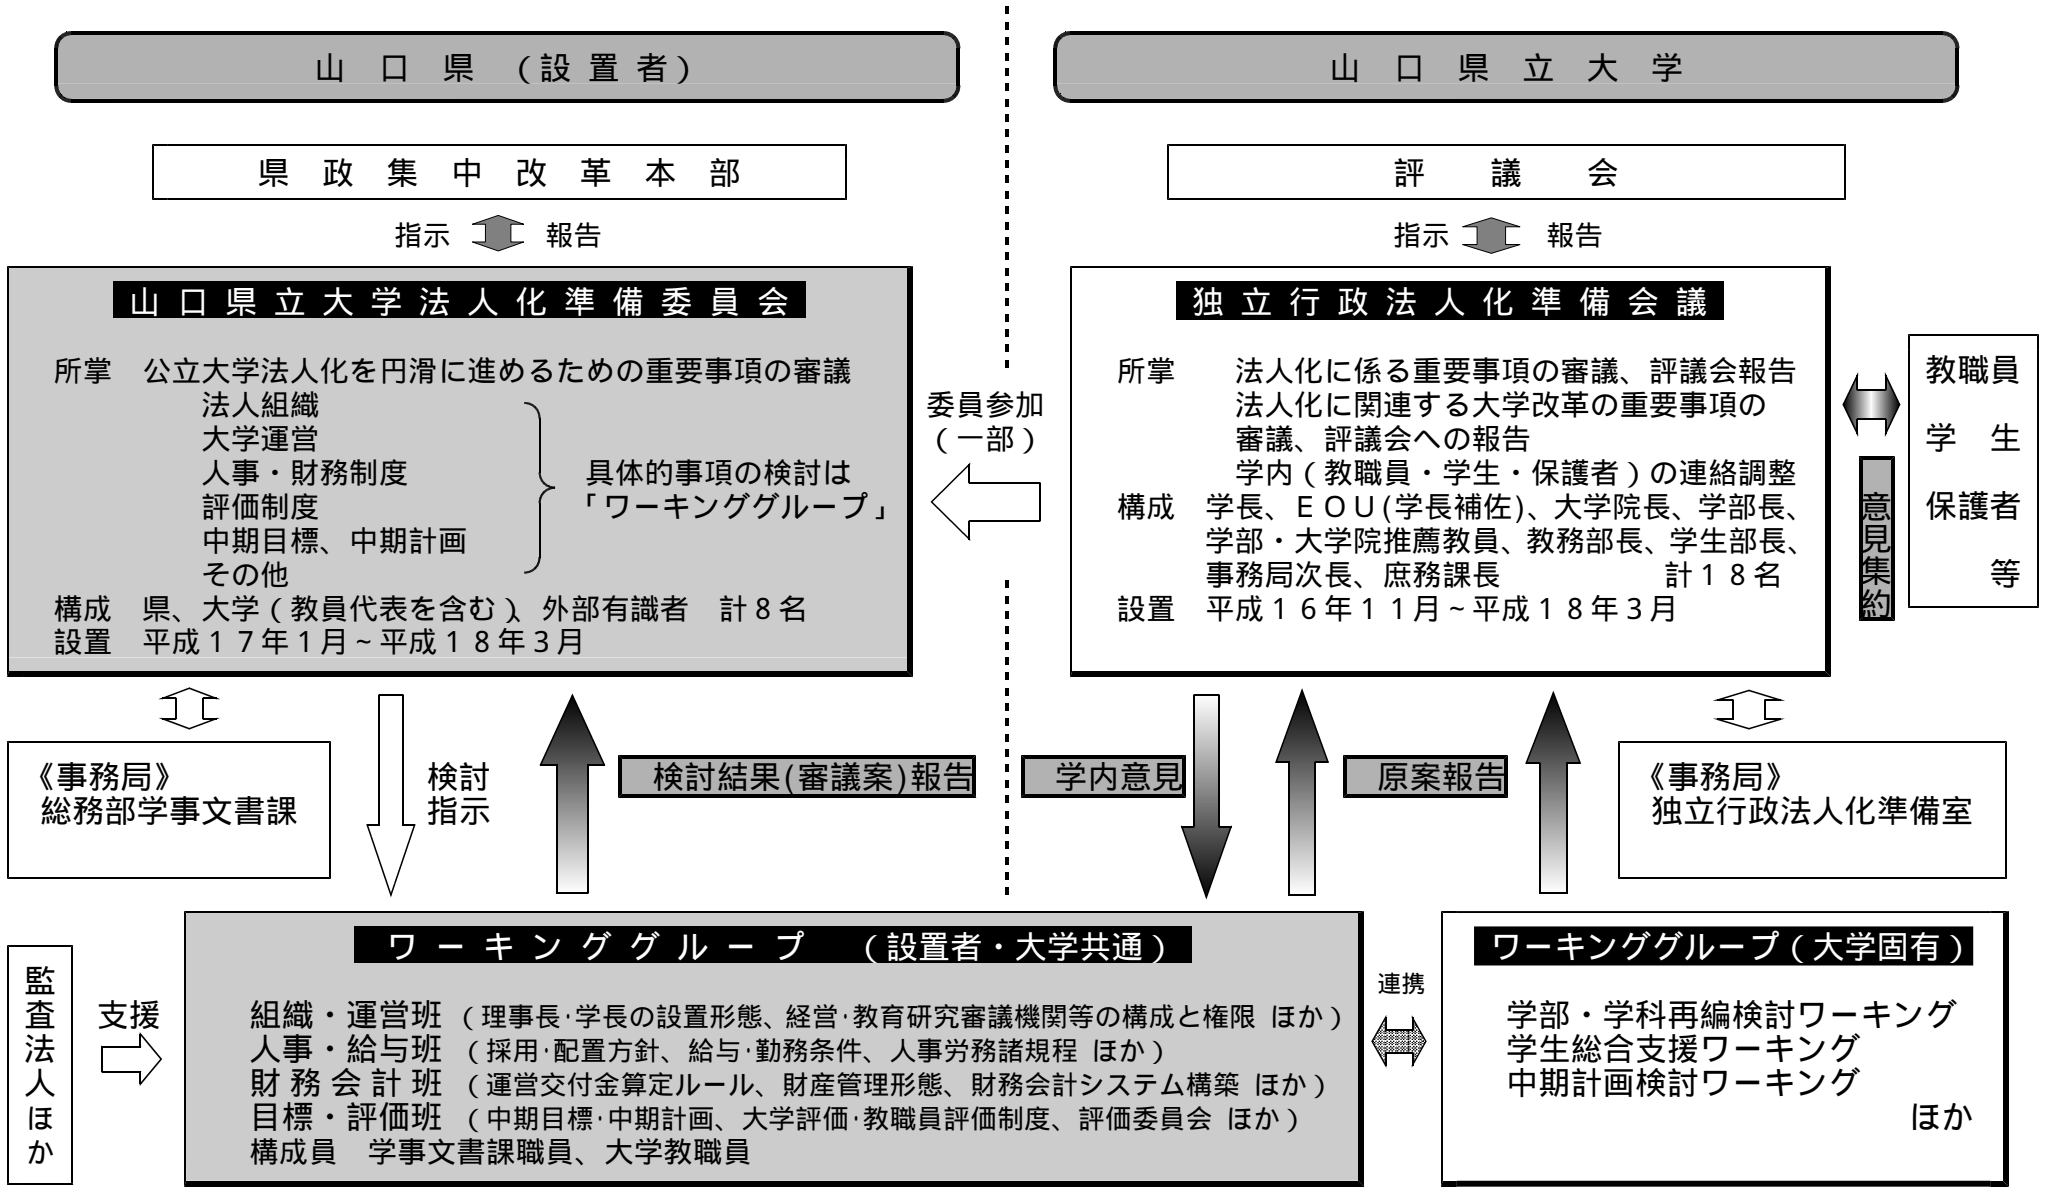 山口県（設置者）
県政集中改革本部
指示 報告
山口県立大学法人化準備委員会
所掌 公立大学法人化を円滑に進めるための重要事項の審議
法人組織
大学運営
人事・財務制度
評価制度
中期目標、中期計画
その他
具体的事項の検討は
「ワーキンググループ」
構成 県、大学（教員代表を含む）、外部有識者 計８名
設置 平成１７年１月~平成１８年３月
委員参加
（一部）
山口県立大学
評議会
指示 報告
独立行政法人化準備会議
所掌 法人化に係る重要事項の審議、評議会報告
法人化に関連する大学改革の重要事項の
審議、評議会への報告
学内（教職員・学生・保護者）の連絡調整
構成 学長、ＥＯＵ(学長補佐)、大学院長、学部長、
学部・大学院推薦教員、教務部長、学生部長、
事務局次長、庶務課長 計１８名
設置 平成１６年１１月~平成１８年３月
意見集約
教職員
学 生
保護者
等
《事務局》
総務部学事文書課
検討
指示
検討結果(審議案)報告
学内意見
原案報告
《事務局》
独立行政法人化準備室
監査法人ほか
支援
ワーキンググループ （設置者・大学共通）
組織・運営班 （理事長･学長の設置形態、経営･教育研究審議機関等の構成と権限 ほか）
人事・給与班 （採用･配置方針、給与･勤務条件、人事労務諸規程 ほか）
財務会計班 （運営交付金算定ルール、財産管理形態、財務会計システム構築 ほか）
目標・評価班 （中期目標･中期計画、大学評価･教職員評価制度、評価委員会 ほか）
構成員 学事文書課職員、大学教職員
連携
ワーキンググループ（大学固有）
学部・学科再編検討ワーキング
学生総合支援ワーキング
中期計画検討ワーキング
ほか